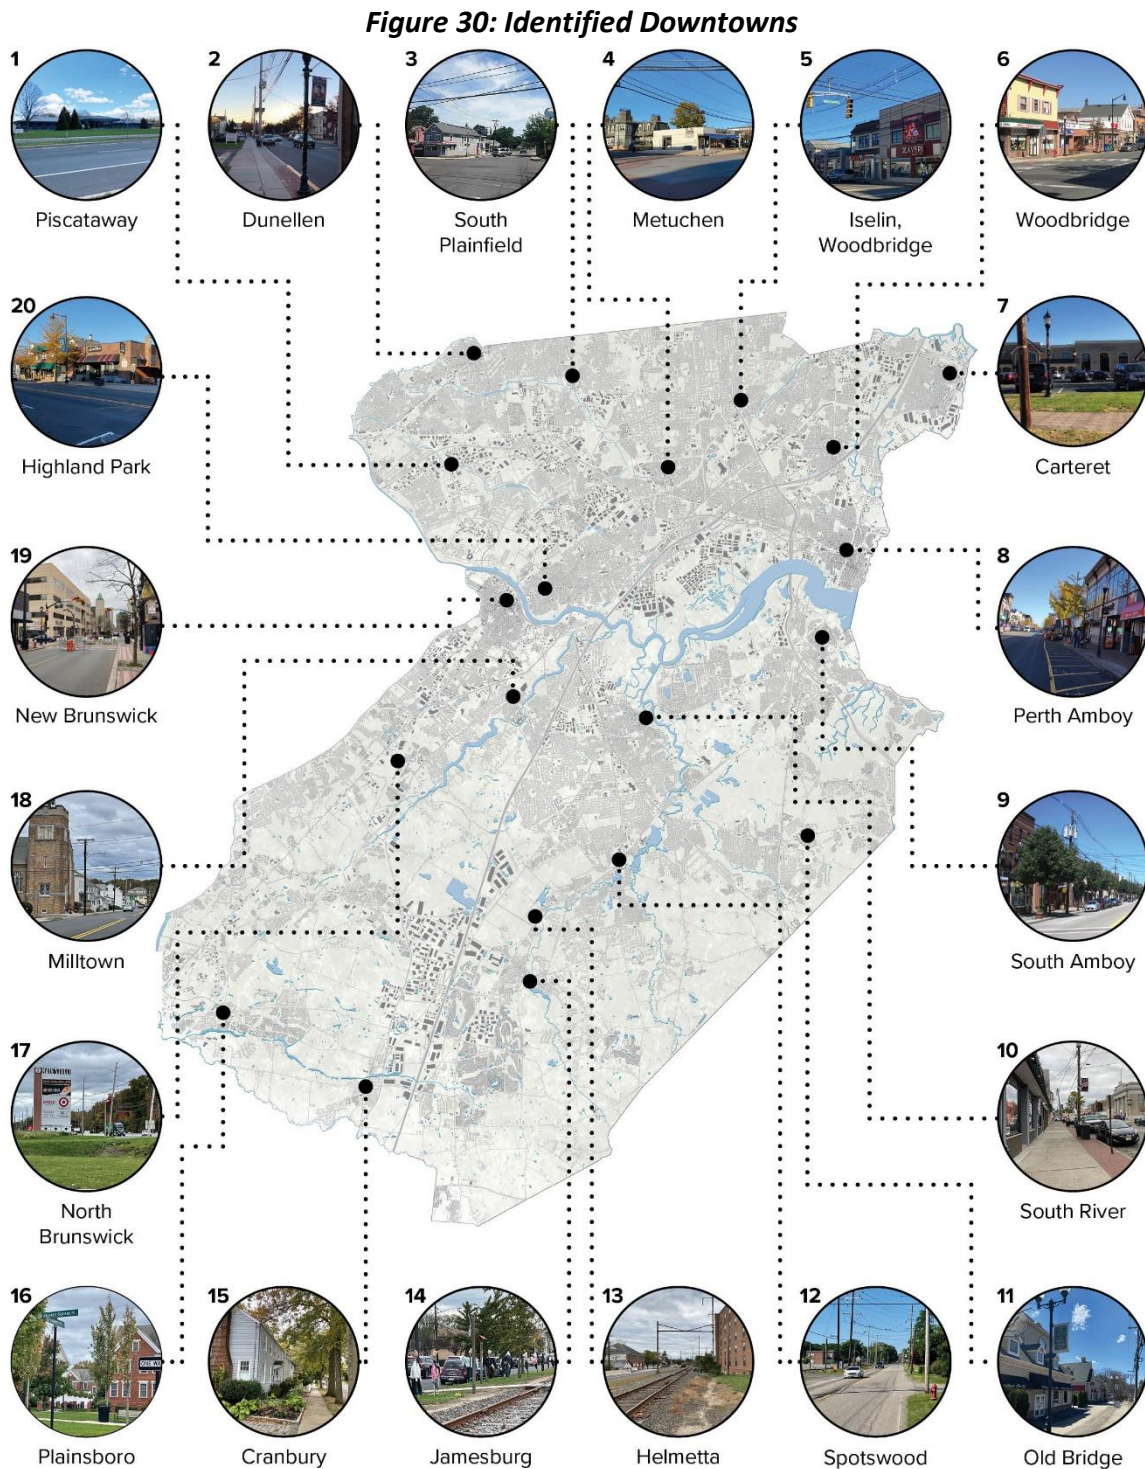 Figure 30: Identified Downtowns
1
2
3
4
5
6
Piscataway
Dunellen
South
Plainfield
Metuchen
Iselin,
Woodbridge
Woodbridge
20
7
Highland Park
Carteret
19
8
New Brunswick
Perth Amboy
18
9
Milltown
South Amboy
17
10
North
Brunswick
South River
16
15
14
13
12
11
ONE W
Plainsboro
Cranbury
Jamesburg
Helmetta
Spotswood
Old Bridge